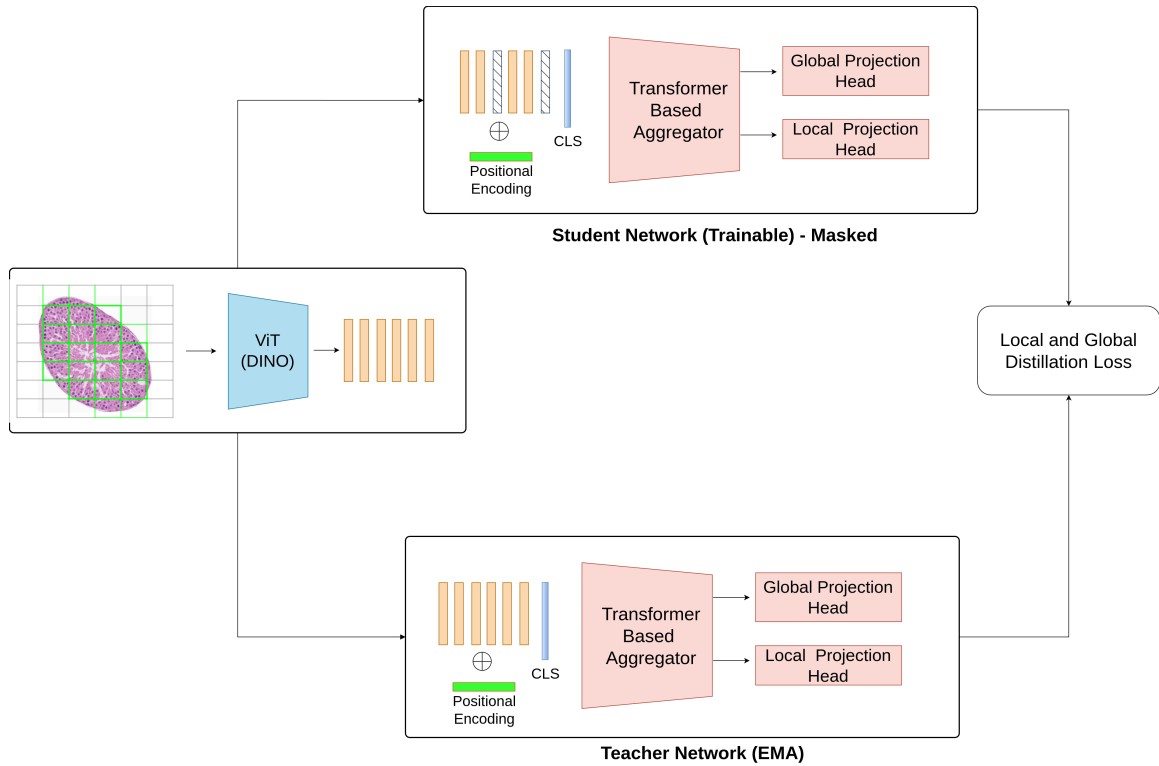 Global Projection
Head
Transformer
Based
Aggregator
Local  Projection
Head
CLS
Positional
Encoding
Student Network (Trainable) - Masked
ViT
(DINO)
Local and Global
Distillation Loss
Global Projection
Head
Transformer
Based
Aggregator
Local  Projection
Head
CLS
Positional
Encoding
Teacher Network (EMA)